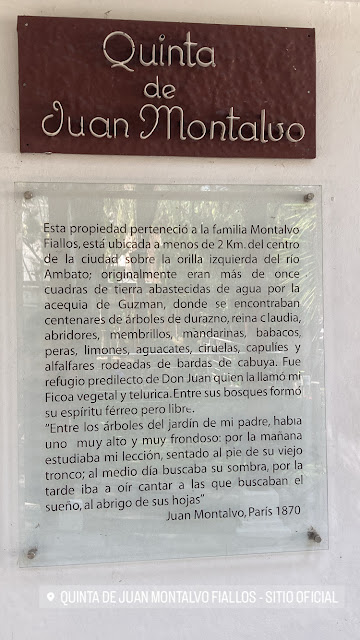 Quinta
de
Juan Montalvo
Esta propiedad perteneció a la familia Montalvo
Fiallos, está ubicada a menos de 2 Km. del centro
de la ciudad sobre la orilla izquierda del río
Ambato; originalmente eran más de once
cuadras de tierra abastecidas de agua por la
acequia de Guzman, donde se encontraban
centenares de árboles de durazno, reina claudia,
abridores, membrillos, mandarinas, babacos,
peras, limones, aguacates, ciruelas, capulíes y
alfalfares rodeadas de bardas de cabuya. Fue
refugio predilecto de Don Juan quien la llamó mi
Ficoa vegetal y telurica. Entre sus bosques formó
su espíritu férreo pero libre.
"Entre los árboles del jardín de mi padre, había
uno muy alto y muy frondoso: por la mañana
estudiaba mi lección, sentado al pie de su viejo
tronco; al medio día buscaba su sombra, por la
tarde iba a oír cantar a las que buscaban el
sueño, al abrigo de sus hojas"
Juan Montalvo, París 1870
QUINTA DE JUAN MONTALVO FIALLOS - SITIO OFICIAL